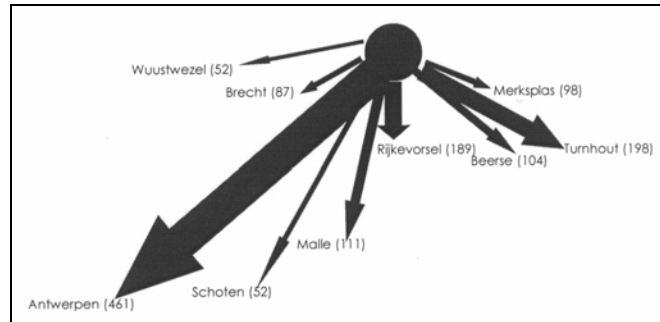 Wuustwezel (52)
Brecht (87)
Merksplas (98)
Rijkevorsel (189)
Turnhout (198)
Beerse (104)
Malle (111)
Schoten (52)
Antwerpen (461)